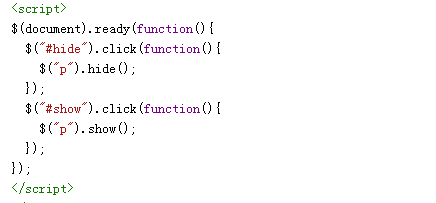 <script>
$(document).ready(function(){
  $("#hide").click(function(){
    $("p").hide();
  });
  $("#show").click(function(){
    $("p").show();
  });
});
</script>